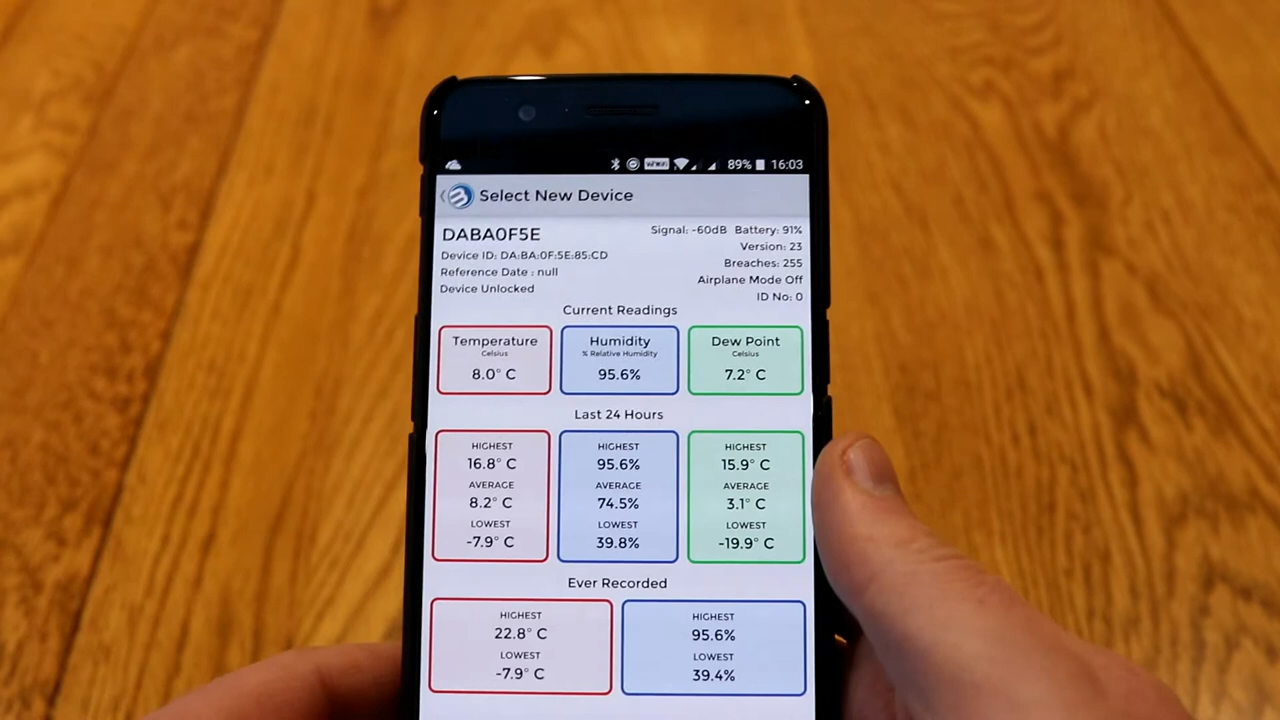 89% 16:03
Select New Device
DABA0F5E
Signal: -60dB Battery: 91%
Device ID: DA:BA:0F:5E:85:CD
Version: 23
Reference Date : null
Breaches: 255
Device Unlocked
Airplane Mode Off
ID No: 0
Current Readings
Temperature Humidity Dew Point
Celsius % Relative Humidity Celsius
8.0° C 95.6% 7.2° C
Last 24 Hours
HIGHEST HIGHEST HIGHEST
16.8° C 95.6% 15.9° C
AVERAGE AVERAGE AVERAGE
8.2° C 74.5% 3.1° C
LOWEST LOWEST LOWEST
-7.9° C 39.8% -19.9° C
Ever Recorded
HIGHEST HIGHEST
22.8° C 95.6%
LOWEST LOWEST
-7.9° C 39.4%